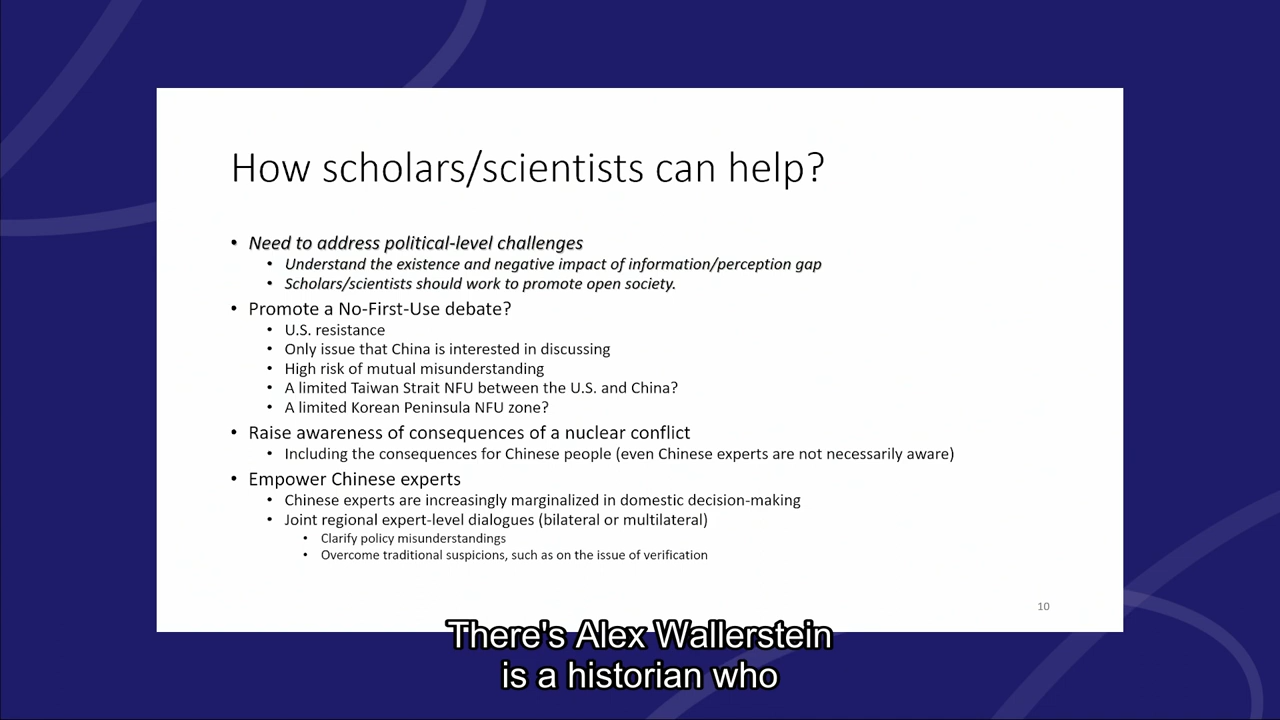 How scholars/scientists can help?
• Need to address political-level challenges
• Understand the existence and negative impact of information/perception gap
• Scholars/scientists should work to promote open society.
• Promote a No-First-Use debate?
• U.S. resistance
• Only issue that China is interested in discussing
• High risk of mutual misunderstanding
• A limited Taiwan Strait NFU between the U.S. and China?
• A limited Korean Peninsula NFU zone?
• Raise awareness of consequences of a nuclear conflict
• Including the consequences for Chinese people (even Chinese experts are not necessarily aware)
• Empower Chinese experts
• Chinese experts are increasingly marginalized in domestic decision-making
• Joint regional expert-level dialogues (bilateral or multilateral)
• Clarify policy misunderstandings
• Overcome traditional suspicions, such as on the issue of verification
10
There's Alex Wallerstein
is a historian who